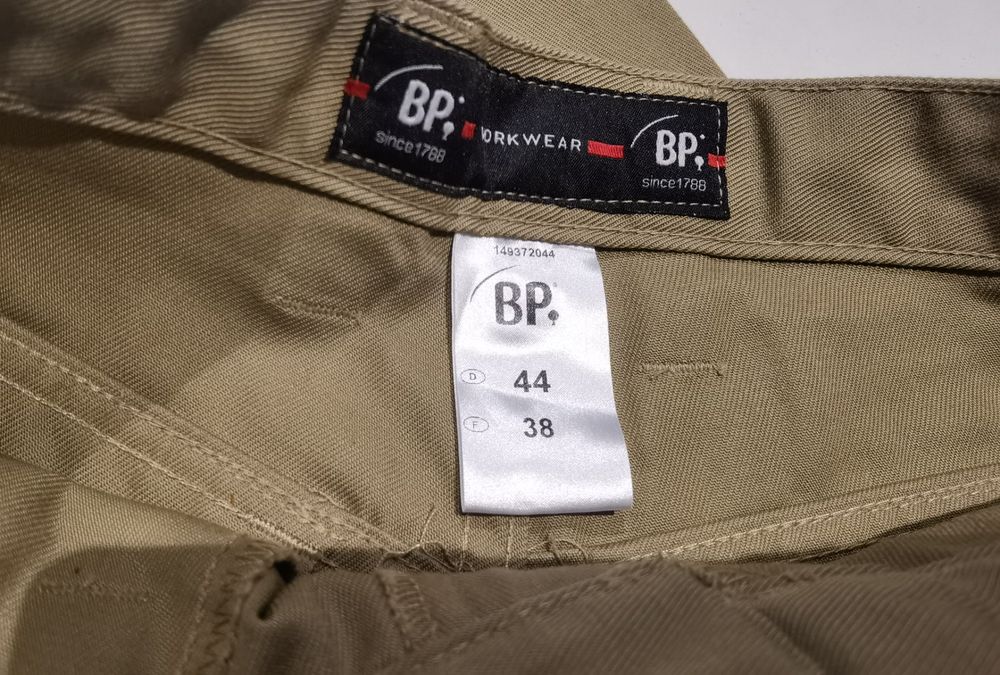 BP.
since1788
ORKWEAR
BP.
since1788
149372044
BP.
D 44
F 38